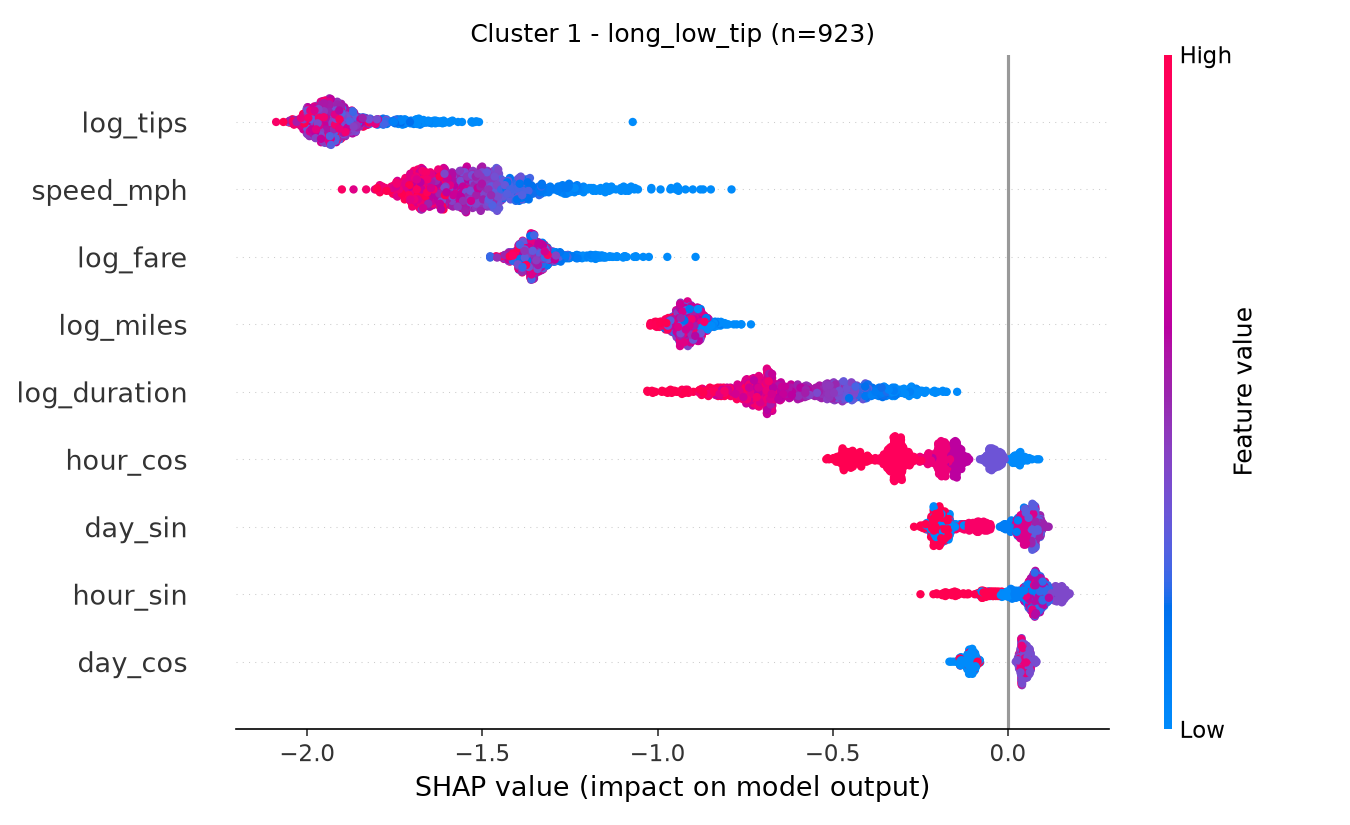 Cluster 1 - long_low_tip (n=923)
High
log_tips
speed_mph
log_fare
log_miles
log_duration
hour_cos
day_sin
hour_sin
day_cos
Feature value
Low
−2.0 −1.5 −1.0 −0.5 0.0
SHAP value (impact on model output)